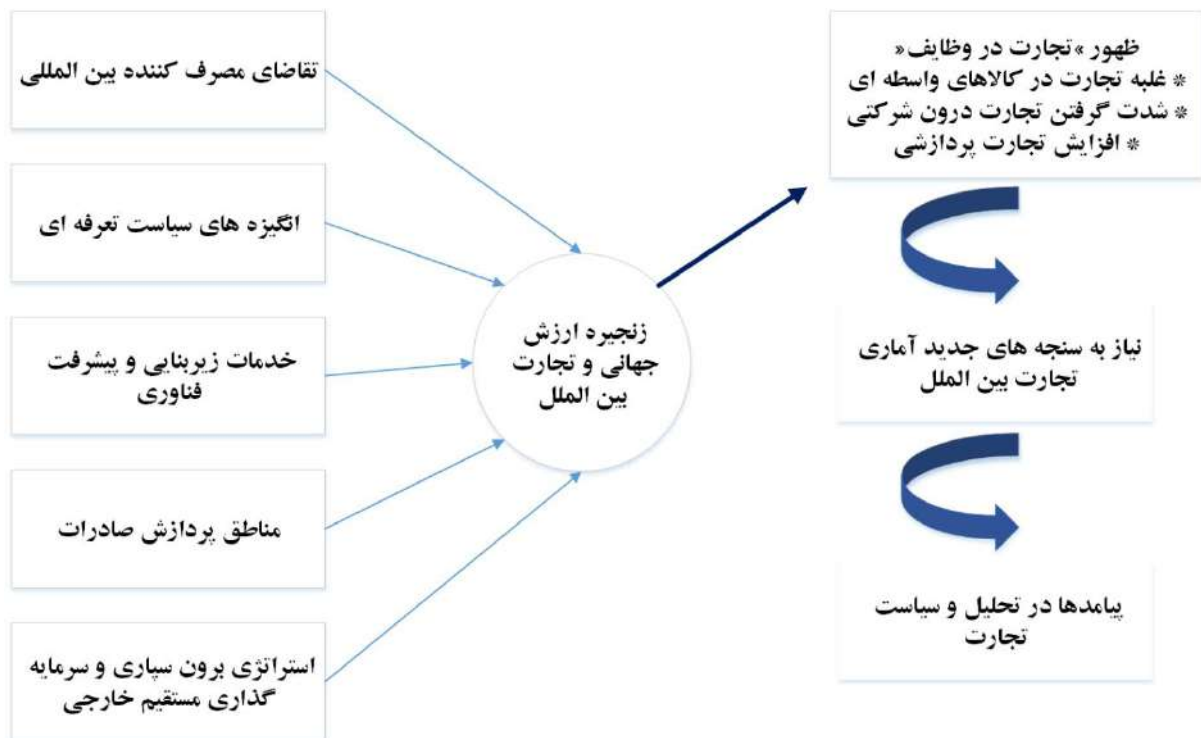 ظهور »تجارت در وظایف«
* غلبه تجارت در کالاهای واسطه ای
* شدت گرفتن تجارت درون شرکتی
* افزایش تجارت پردازشی
نیاز به سنجه های جدید آماری
تجارت بین الملل
پیامدها در تحلیل و سیاست
تجارت
زنجیره ارزش
جهانی و تجارت
بین الملل
تقاضای مصرف کننده بین المللی
انگیزه های سیاست تعرفه ای
خدمات زیربنایی و پیشرفت
فناوری
مناطق پردازش صادرات
استراتژی برون سپاری و سرمایه
گذاری مستقیم خارجی